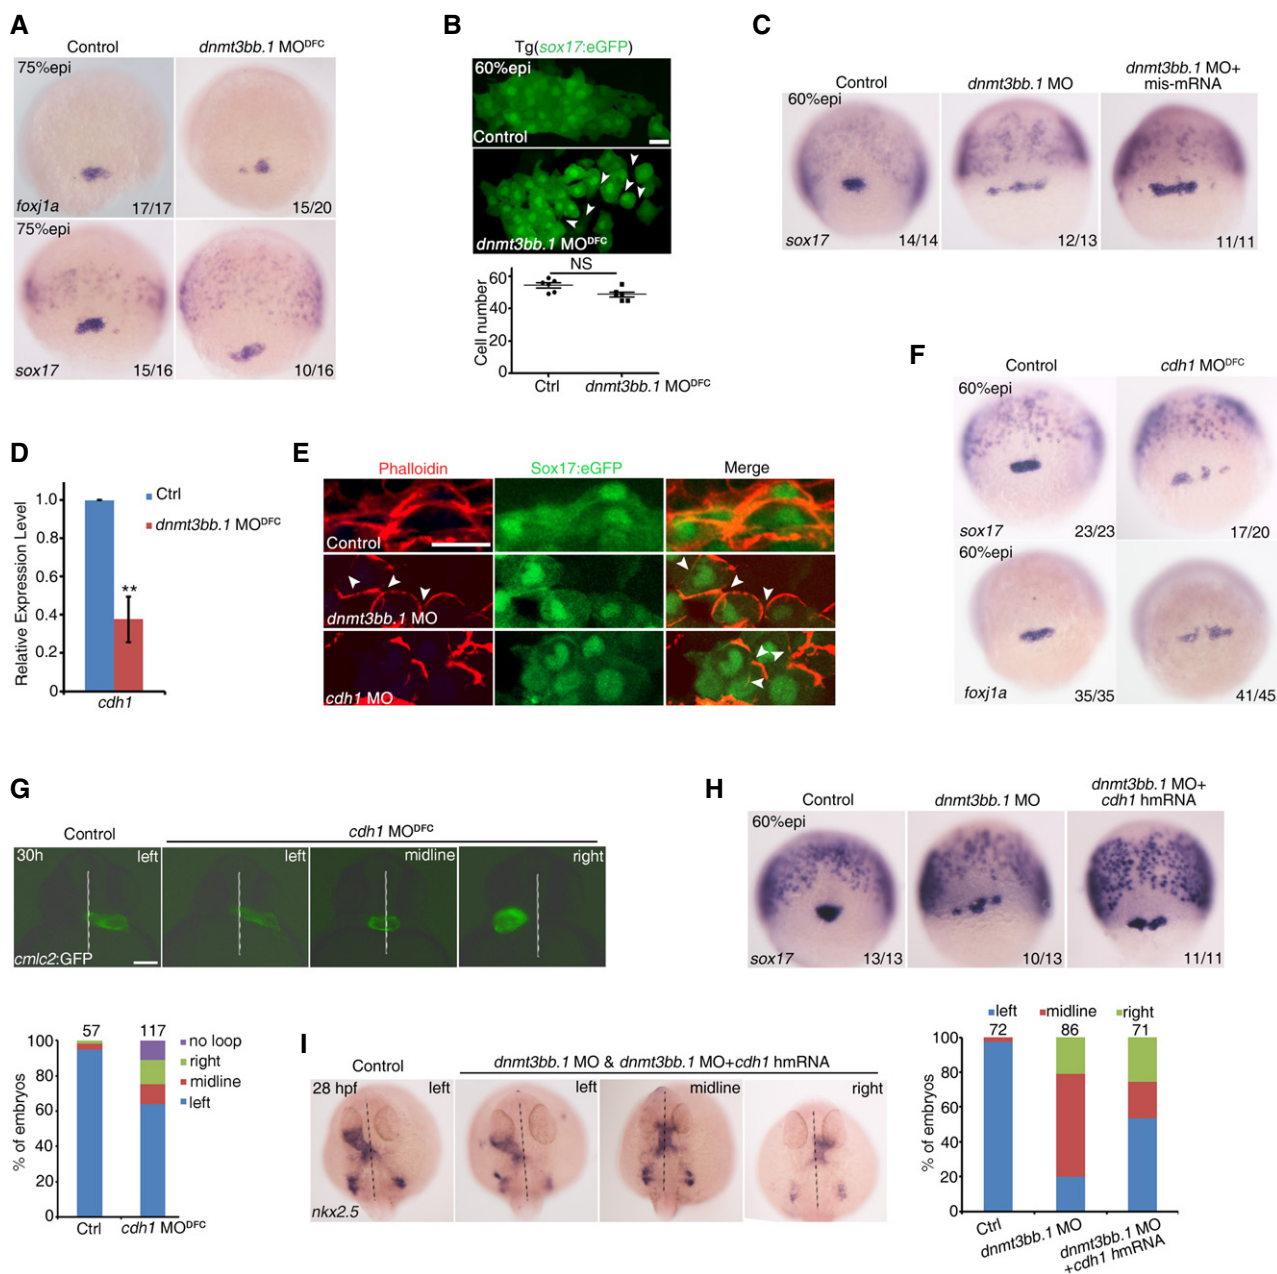 A
Control
dnmt3bb.1 MODFC
75%epi
foxj1a
17/17
15/20
75%epi
sox17
15/16
10/16
B
Tg(sox17:eGFP)
60%epi
Control
dnmt3bb.1 MODFC
NS
60
40
20
0
Cell number
Ctrl
dnmt3bb.1 MODFC
C
Control
dnmt3bb.1 MO
dnmt3bb.1 MO+
mis-mRNA
60%epi
sox17
14/14
12/13
11/11
D
Relative Expression Level
1.0
0.8
0.6
0.4
0.2
0
**
cdh1
Ctrl
dnmt3bb.1 MODFC
E
Phalloidin
Sox17:eGFP
Merge
Control
dnmt3bb.1 MO
cdh1 MO
F
Control
cdh1 MODFC
60%epi
sox17
23/23
17/20
60%epi
foxj1a
35/35
41/45
G
Control
cdh1 MODFC
30h
left
left
midline
right
cmlc2:GFP
57
117
100
80
60
40
20
0
% of embryos
Ctrl
cdh1 MODFC
no loop
right
midline
left
H
Control
dnmt3bb.1 MO
dnmt3bb.1 MO+
cdh1 hmRNA
60%epi
sox17
13/13
10/13
11/11
I
Control
dnmt3bb.1 MO & dnmt3bb.1 MO+cdh1 hmRNA
28 hpf
left
left
midline
right
nkx2.5
left
midline
right
72
86
71
100
80
60
40
20
0
% of embryos
Ctrl
dnmt3bb.1 MO
dnmt3bb.1 MO
+cdh1 hmRNA